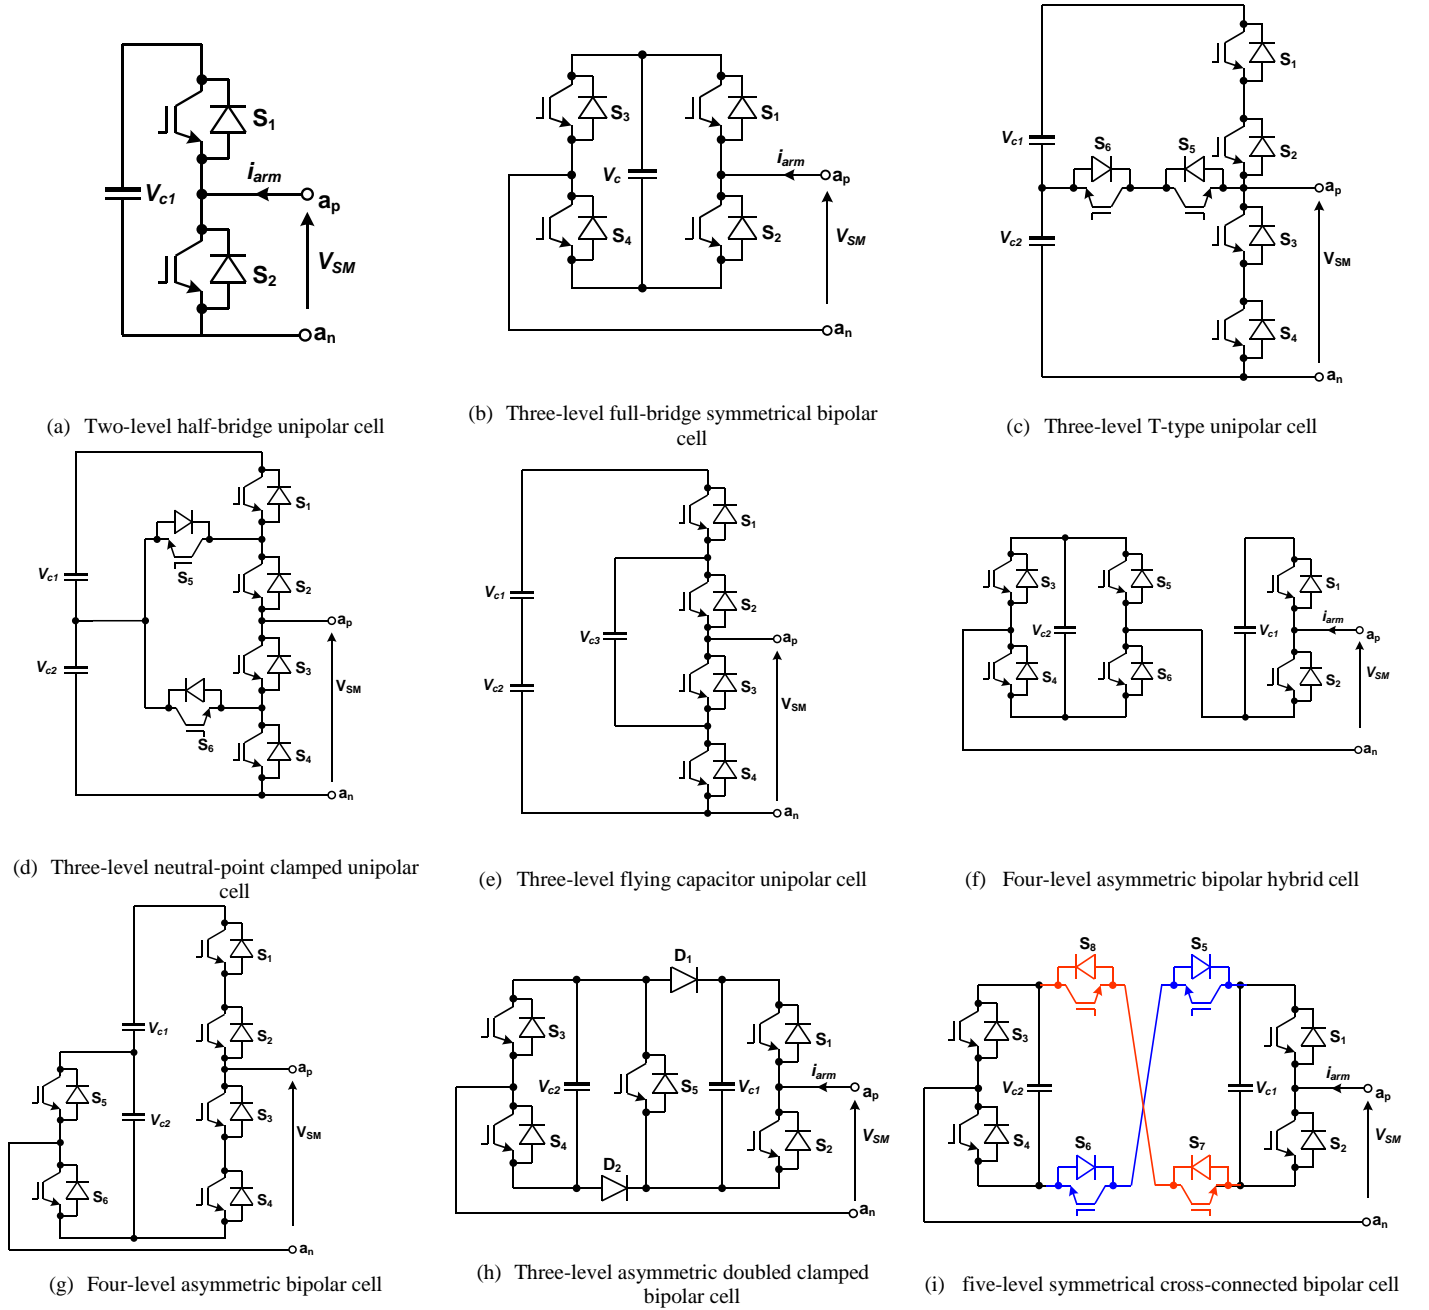 S1
Vc1
iarm
ap
S2
VSM
an
(a) Two-level half-bridge unipolar cell
S3
S1
Vc
iarm
ap
S4
S2
VSM
an
(b) Three-level full-bridge symmetrical bipolar
cell
S1
Vc1
S6
S5
S2
ap
Vc2
S3
VSM
S4
an
(c) Three-level T-type unipolar cell
S1
S5
Vc1
S2
ap
Vc2
S3
VSM
S6
S4
an
(d) Three-level neutral-point clamped unipolar
cell
S1
Vc1
S2
Vc3
ap
Vc2
S3
VSM
S4
an
(e) Three-level flying capacitor unipolar cell
S3
S5
S1
Vc2
Vc1
iarm
ap
S4
S6
S2
VSM
an
(f) Four-level asymmetric bipolar hybrid cell
S1
Vc1
S2
ap
S5
Vc2
S3
VSM
S6
S4
an
(g) Four-level asymmetric bipolar cell
D1
S3
S1
Vc2
S5
Vc1
iarm
ap
S4
S2
VSM
D2
an
(h) Three-level asymmetric doubled clamped
bipolar cell
S8
S5
S3
S1
Vc2
Vc1
iarm
ap
S4
S6
S7
S2
VSM
an
(i) five-level symmetrical cross-connected bipolar cell